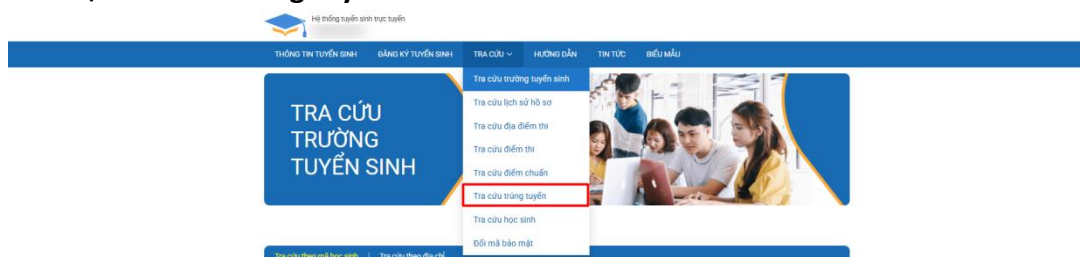 Hệ thống tuyển sinh trực tuyến
THÔNG TIN TUYỂN SINH ĐĂNG KÝ TUYỂN SINH TRA CỨU HƯỚNG DẪN TIN TỨC BIỂU MẪU
TRA CỨU
TRƯỜNG
TUYỂN SINH
Tra cứu trường tuyển sinh
Tra cứu lịch sử hồ sơ
Tra cứu địa điểm thi
Tra cứu điểm thi
Tra cứu điểm chuẩn
Tra cứu trúng tuyển
Tra cứu học sinh
Đổi mã bảo mật
Tra cứu theo mã học sinh | Tra cứu theo địa chỉ